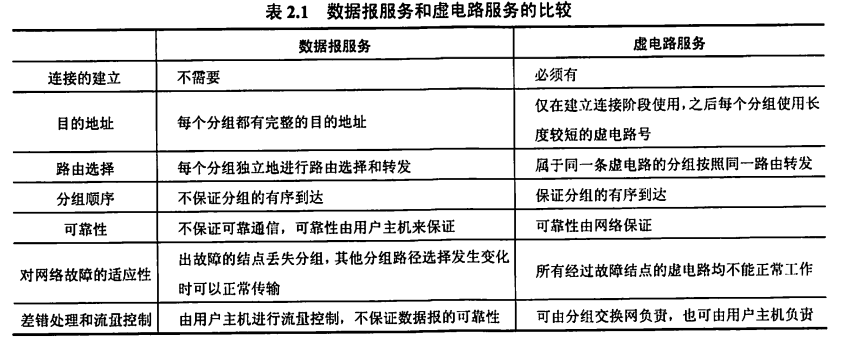 表 2.1 数据报服务和虚电路服务的比较
数据报服务 虚电路服务
连接的建立 不需要 必须有
目的地址 每个分组都有完整的目的地址 仅在建立连接阶段使用，之后每个分组使用长
度较短的虚电路号
路由选择 每个分组独立地进行路由选择和转发 属于同一条虚电路的分组按照同一路由转发
分组顺序 不保证分组的有序到达 保证分组的有序到达
可靠性 不保证可靠通信，可靠性由用户主机来保证 可靠性由网络保证
对网络故障的适应性 出故障的结点丢失分组，其他分组路径选择发生变化
时可以正常传输 所有经过故障结点的虚电路均不能正常工作
差错处理和流量控制 由用户主机进行流量控制，不保证数据报的可靠性 可由分组交换网负责，也可由用户主机负责